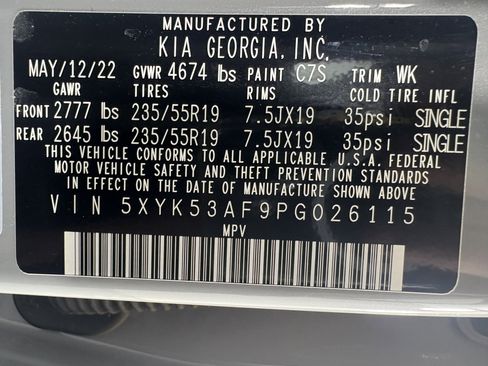 MANUFACTURED BY
KIA GEORGIA, INC.
MAY/12/22 GVWR 4674 lbs PAINT C7S TRIM WK
GAWR TIRES RIMS COLD TIRE INFL
FRONT 2777 lbs 235/55R19 7.5JX19 35psi SINGLE
REAR 2645 lbs 235/55R19 7.5JX19 35psi SINGLE
THIS VEHICLE CONFORMS TO ALL APPLICABLE U.S.A. FEDERAL
MOTOR VEHICLE SAFETY AND THEFT PREVENTION STANDARDS
IN EFFECT ON THE DATE OF MANUFACTURE SHOWN ABOVE.
VIN 5XYK53AF9PG026115
MPV